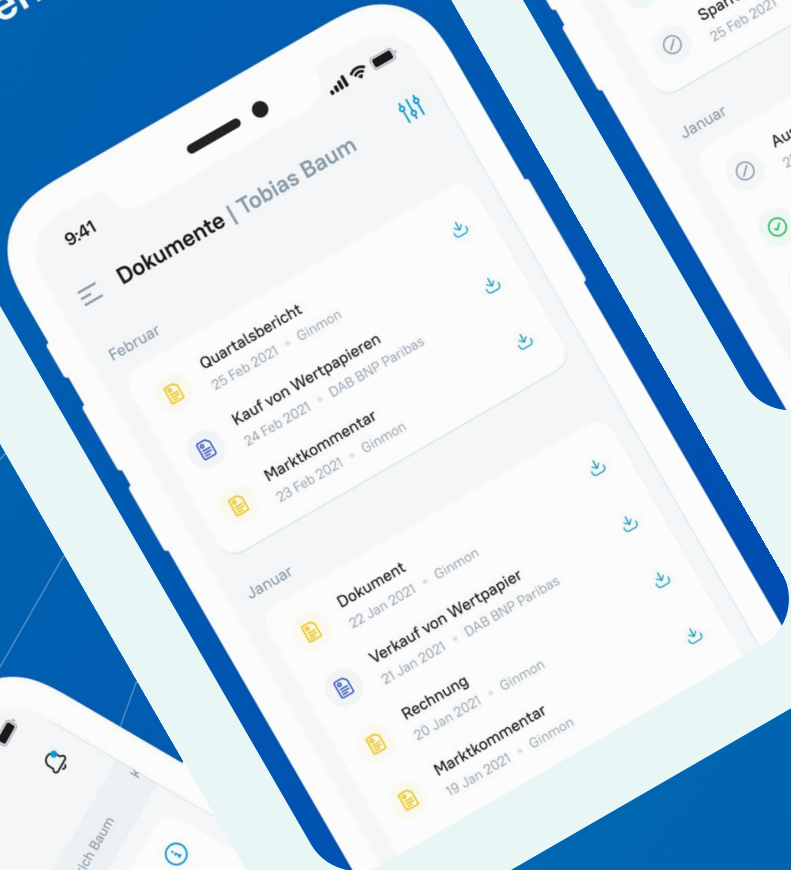 9:41
Dokumente | Tobias Baum
Februar
Quartalsbericht
25 Feb 2021 • Ginmon
Kauf von Wertpapieren
24 Feb 2021 • DAB BNP Paribas
Marktkommentar
23 Feb 2021 • Ginmon
Januar
Dokument
22 Jan 2021 • Ginmon
Verkauf von Wertpapier
21 Jan 2021 • DAB BNP Paribas
Rechnung
20 Jan 2021 • Ginmon
Marktkommentar
19 Jan 2021 • Ginmon
25 Feb 2021
Januar
Baum